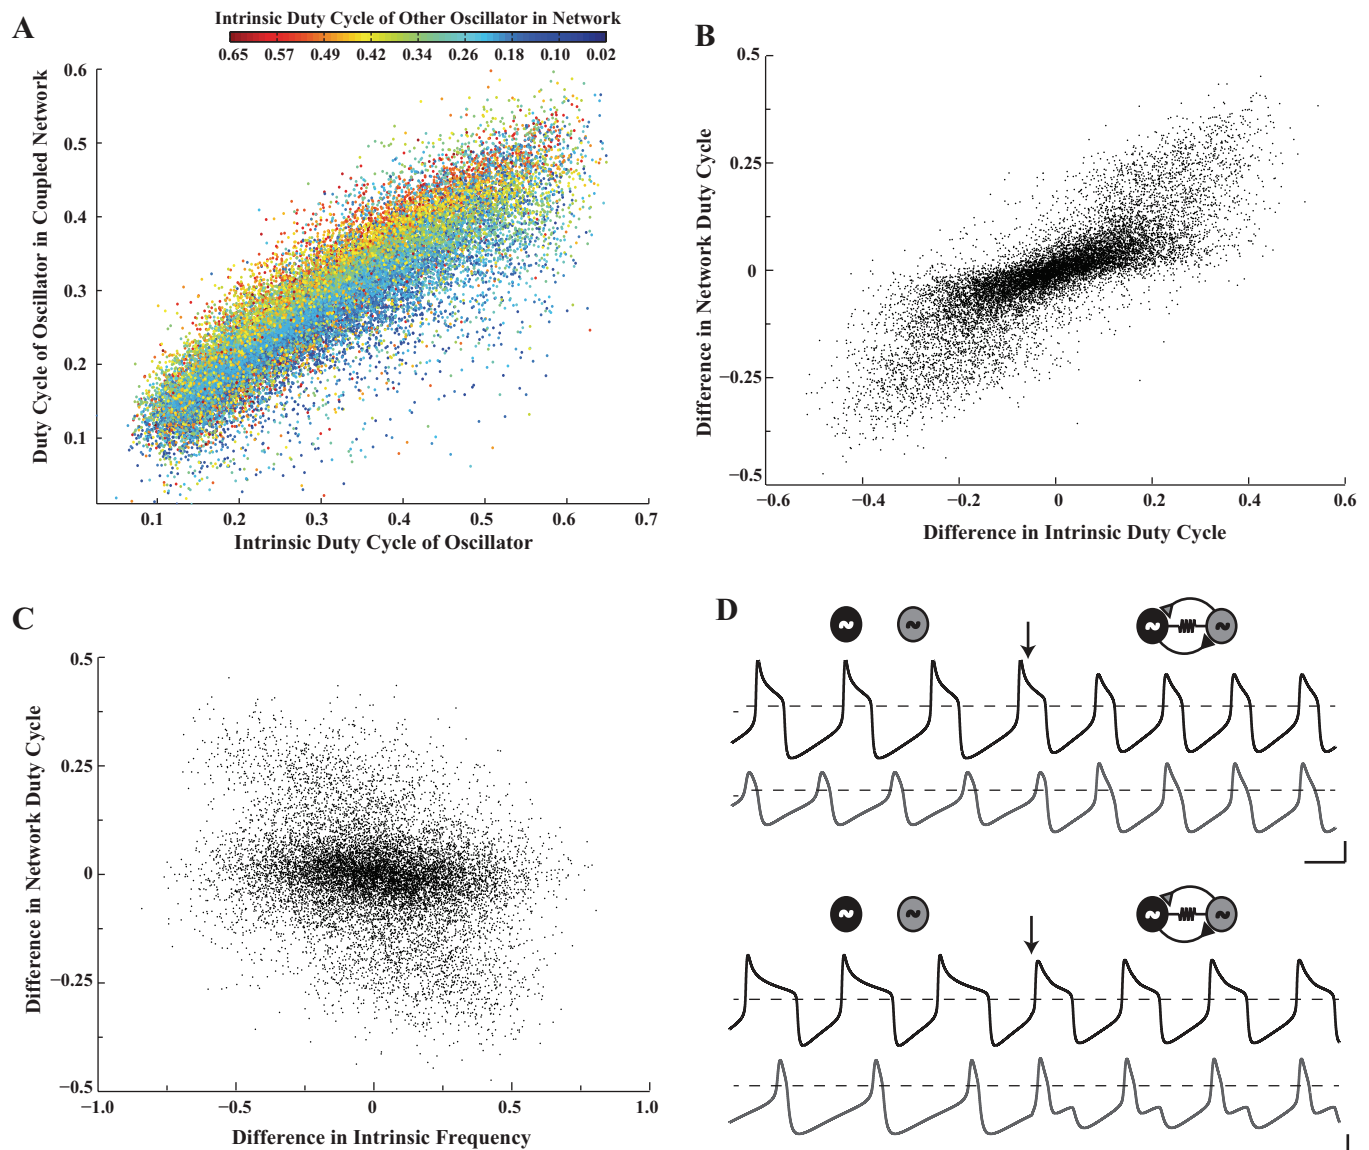 A
Intrinsic Duty Cycle of Other Oscillator in Network
0.65 0.57 0.49 0.42 0.34 0.26 0.18 0.10 0.02
Duty Cycle of Oscillator in Coupled Network
0.6
0.5
0.4
0.3
0.2
0.1
0.1 0.2 0.3 0.4 0.5 0.6 0.7
Intrinsic Duty Cycle of Oscillator
B
Difference in Network Duty Cycle
0.5
0.25
0
−0.25
−0.5
−0.6 −0.4 −0.2 0 0.2 0.4 0.6
Difference in Intrinsic Duty Cycle
C
Difference in Network Duty Cycle
0.5
0.25
0
−0.25
−0.5
−1.0 −0.5 0 0.5 1.0
Difference in Intrinsic Frequency
D